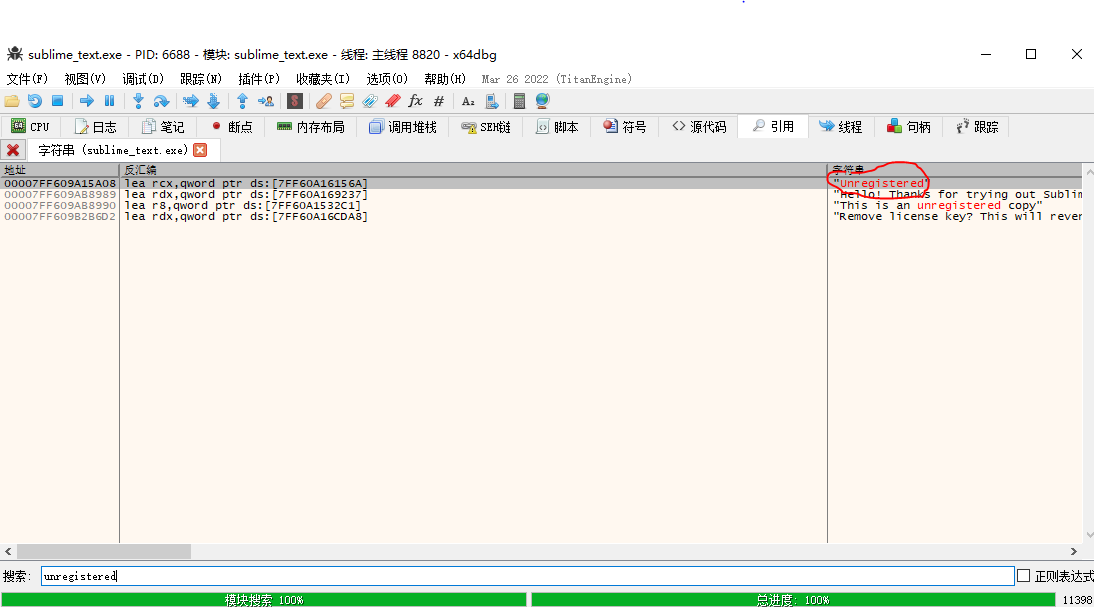 sublime_text.exe - PID: 6688 - 模块: sublime_text.exe - 线程: 主线程 8820 - x64dbg
文件(F) 视图(V) 调试(D) 跟踪(N) 插件(P) 收藏夹(I) 选项(O) 帮助(H) Mar 26 2022 (TitanEngine)
CPU 日志 笔记 断点 内存布局 调用堆栈 SEH链 脚本 符号 源代码 引用 线程 句柄 跟踪
字符串 (sublime_text.exe)
地址 反汇编 字符串
00007FF609A15A08 lea rcx,qword ptr ds:[7FF60A16156A] "Unregistered"
00007FF609AB8989 lea rdx,qword ptr ds:[7FF60A169237] "Hello! Thanks for trying out Sublim
00007FF609AB8990 lea r8,qword ptr ds:[7FF60A1532C1] "This is an unregistered copy"
00007FF609B2B6D2 lea rdx,qword ptr ds:[7FF60A16CDA8] "Remove license key? This will rever
搜索: unregistered 正则表达式
模块搜索 100% 总进度: 100% 11398